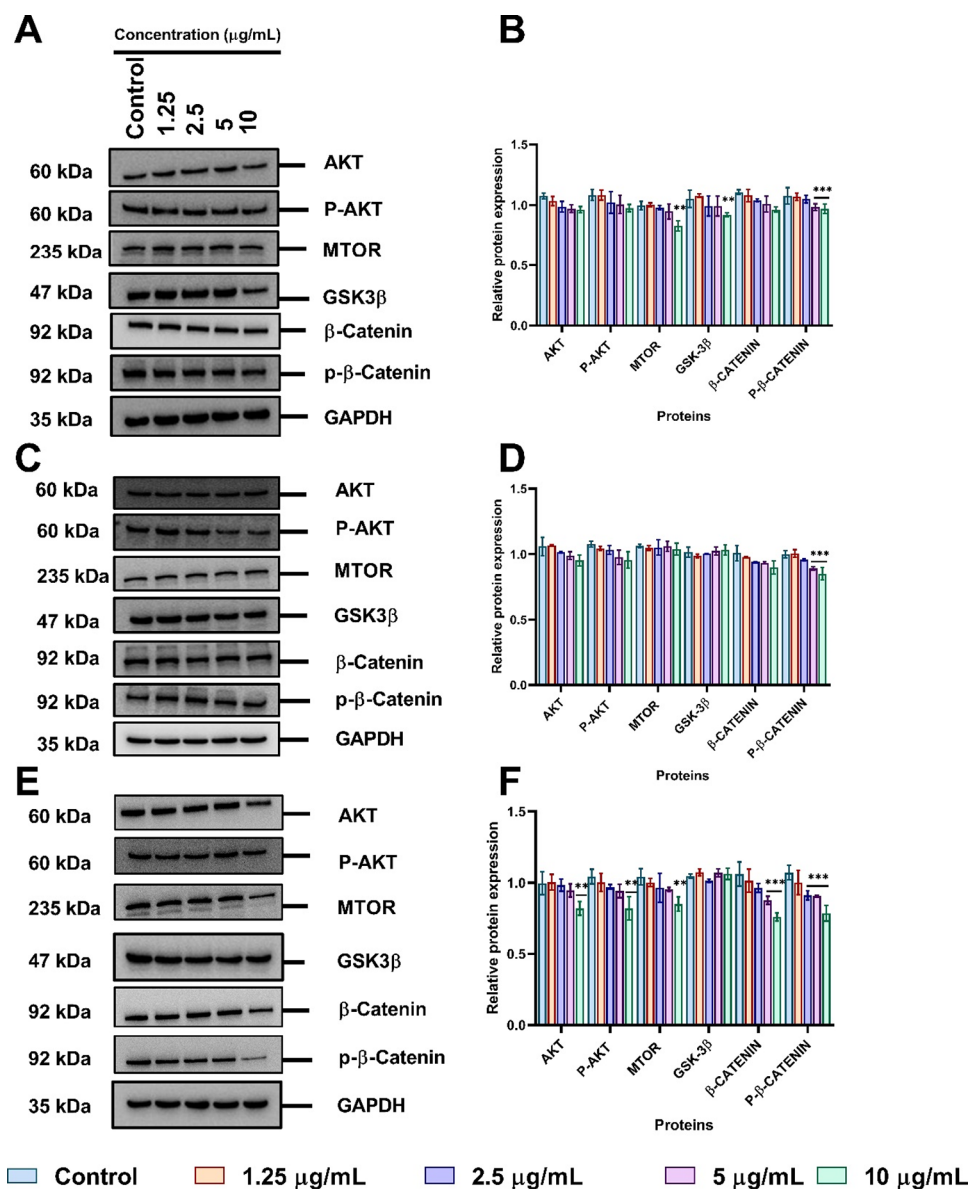 A
Concentration (μg/mL)
Control
1.25
2.5
5
10
60 kDa
AKT
60 kDa
P-AKT
235 kDa
MTOR
47 kDa
GSK3β
92 kDa
β-Catenin
92 kDa
p-β-Catenin
35 kDa
GAPDH
B
Relative protein expression
1.5
1.0
0.5
0.0
**
**
***
AKT
P-AKT
MTOR
GSK-3β
β-CATENIN
P-β-CATENIN
Proteins
C
60 kDa
AKT
60 kDa
P-AKT
235 kDa
MTOR
47 kDa
GSK3β
92 kDa
β-Catenin
92 kDa
p-β-Catenin
35 kDa
GAPDH
D
Relative protein expression
1.5
1.0
0.5
0.0
***
AKT
P-AKT
MTOR
GSK-3β
β-CATENIN
P-β-CATENIN
Proteins
E
60 kDa
AKT
60 kDa
P-AKT
235 kDa
MTOR
47 kDa
GSK3β
92 kDa
β-Catenin
92 kDa
p-β-Catenin
35 kDa
GAPDH
F
Relative protein expression
1.5
1.0
0.5
0.0
**
**
**
***
***
AKT
P-AKT
MTOR
GSK-3β
β-CATENIN
P-β-CATENIN
Proteins
Control 1.25 μg/mL 2.5 μg/mL 5 μg/mL 10 μg/mL